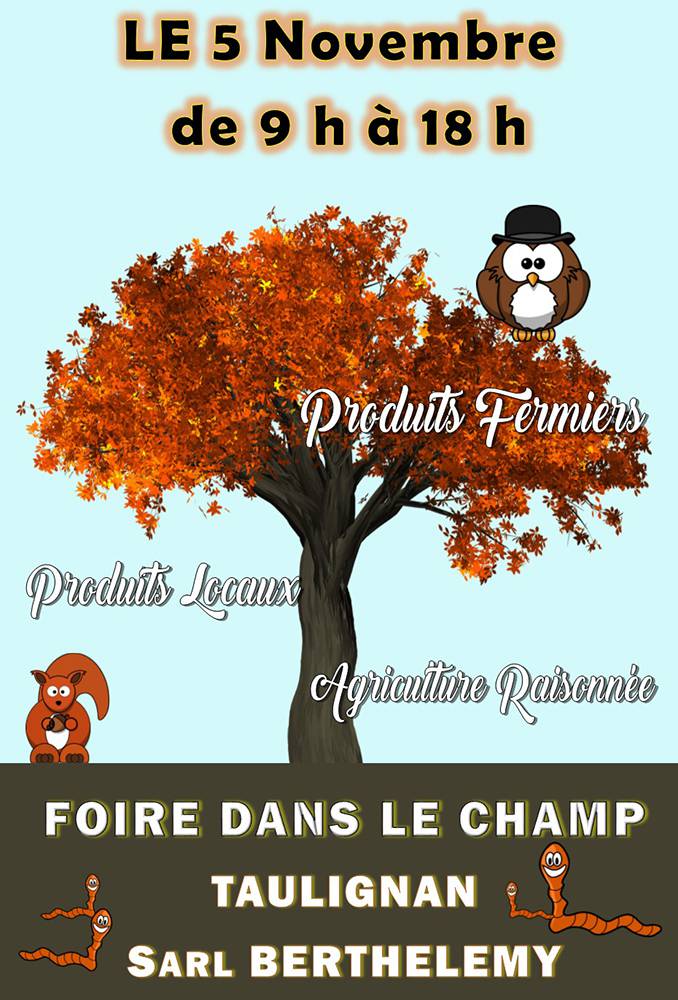 LE 5 Novembre
de 9 h à 18 h
Produits Fermiers
Produits Locaux
Agriculture Raisonnée
FOIRE DANS LE CHAMP
TAULIGNAN
SARL BERTHELEMY